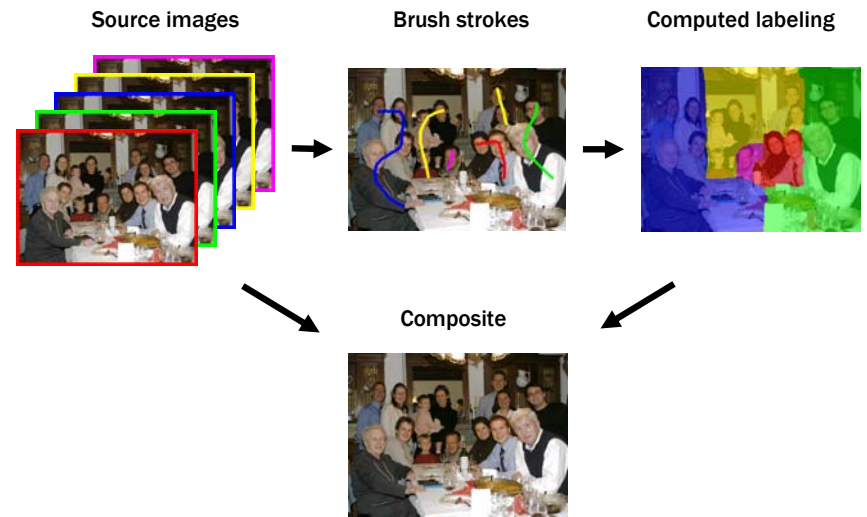 Source images
Brush strokes
Computed labeling
Composite